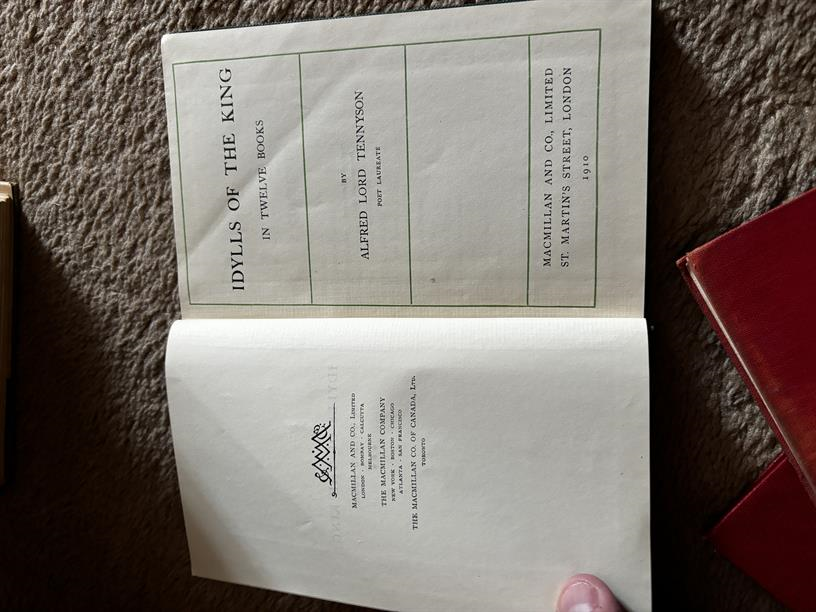 MACMILLAN AND CO., LIMITED
LONDON · BOMBAY · CALCUTTA
MELBOURNE
THE MACMILLAN COMPANY
NEW YORK · BOSTON · CHICAGO
ATLANTA · SAN FRANCISCO
THE MACMILLAN CO. OF CANADA, LTD.
TORONTO
IDYLLS OF THE KING
IN TWELVE BOOKS
BY
ALFRED LORD TENNYSON
POET LAUREATE
MACMILLAN AND CO., LIMITED
ST. MARTIN'S STREET, LONDON
1910